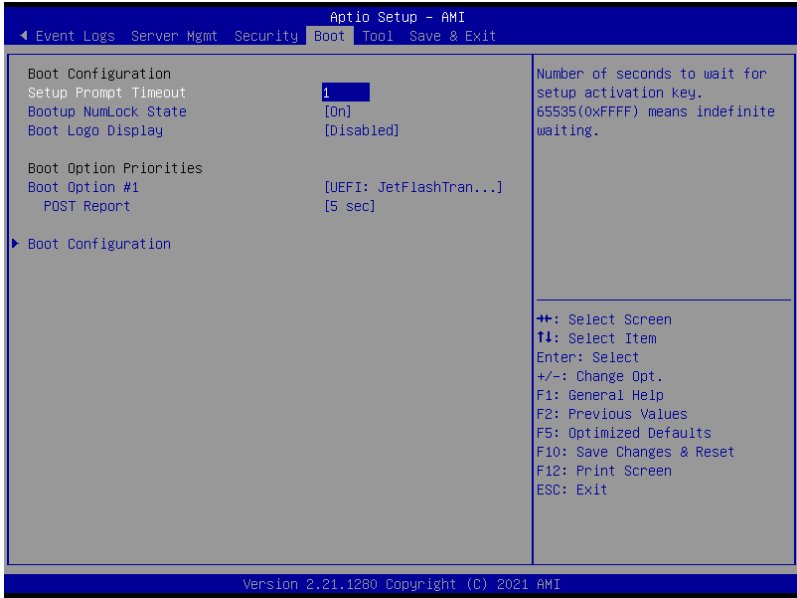 Aptio Setup – AMI
Event Logs Server Mgmt Security Boot Tool Save & Exit
Boot Configuration
Setup Prompt Timeout 1
Bootup NumLock State [On]
Boot Logo Display [Disabled]
Boot Option Priorities
Boot Option #1 [UEFI: JetFlashTran...]
POST Report [5 sec]
Boot Configuration
Number of seconds to wait for
setup activation key.
65535(0xFFFF) means indefinite
waiting.
→←: Select Screen
↑↓: Select Item
Enter: Select
+/-: Change Opt.
F1: General Help
F2: Previous Values
F5: Optimized Defaults
F10: Save Changes & Reset
F12: Print Screen
ESC: Exit
Version 2.21.1280 Copyright (C) 2021 AMI